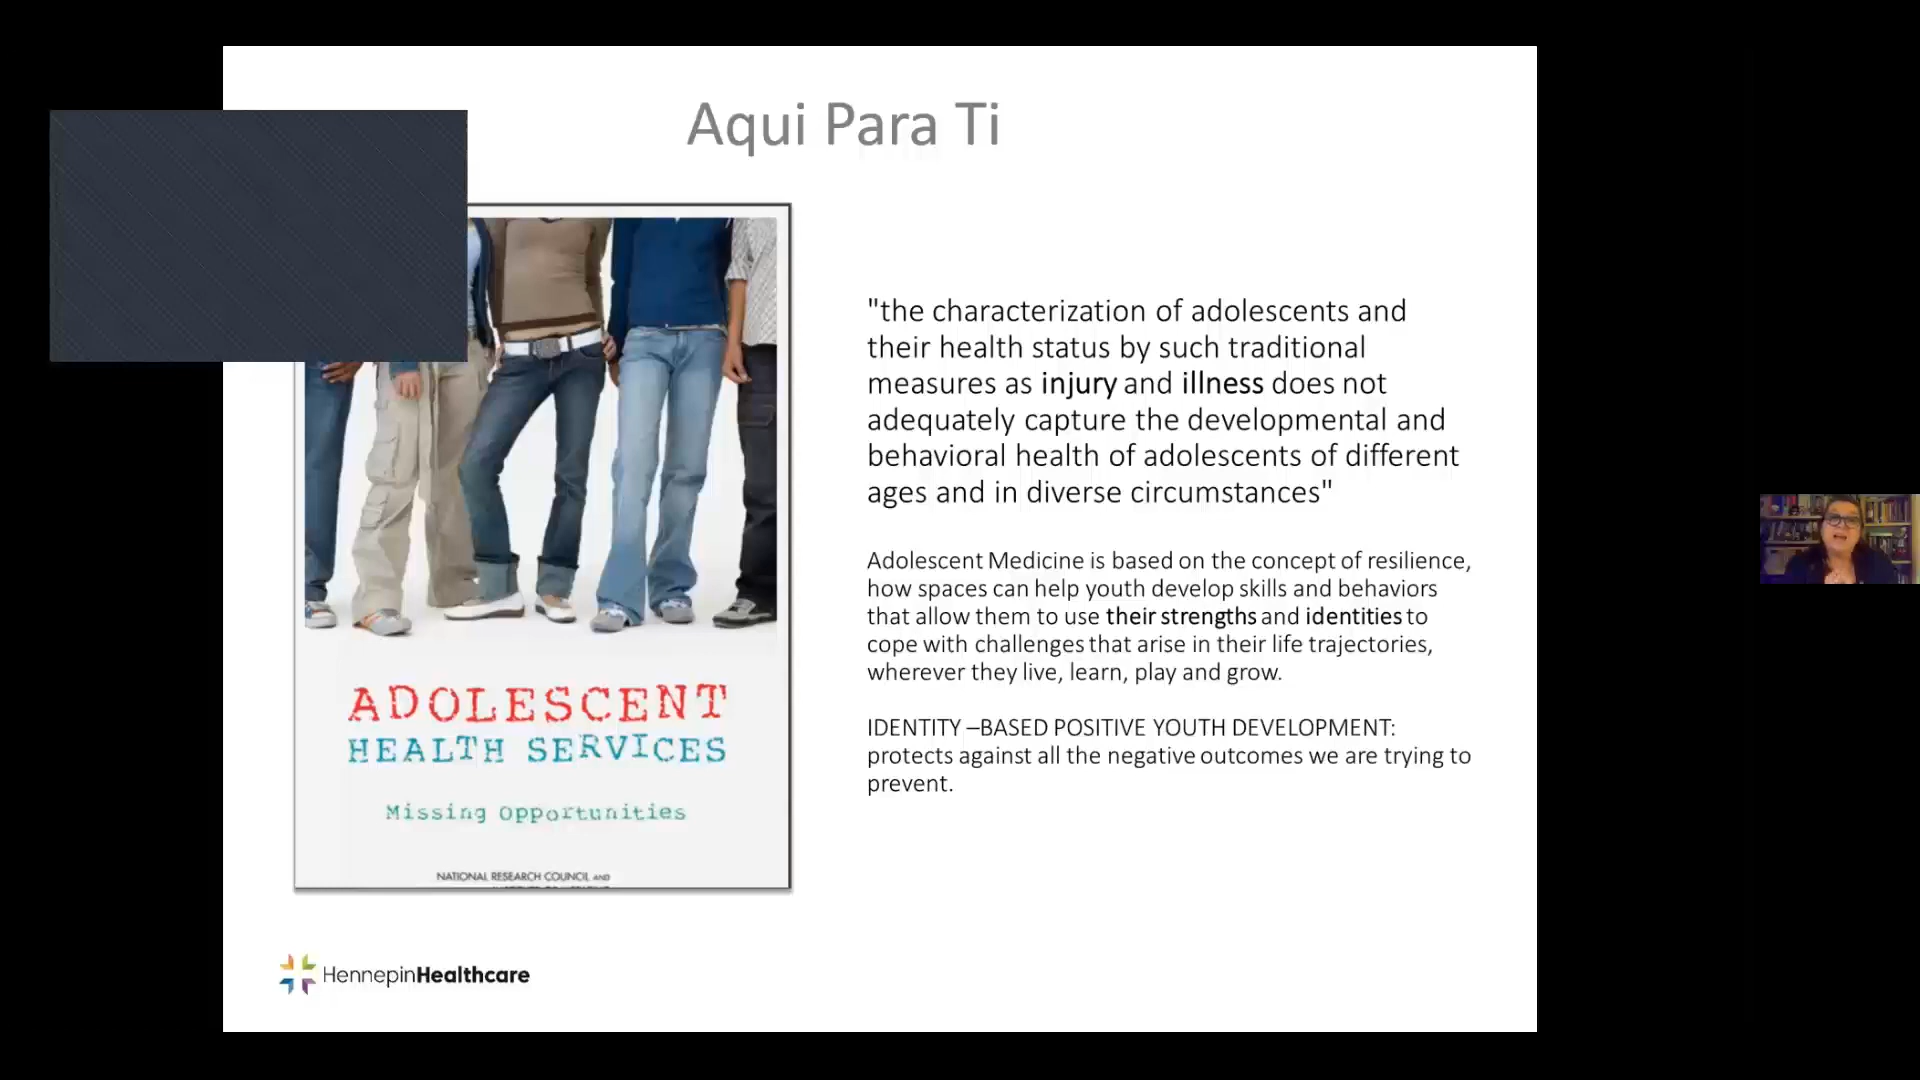 Aqui Para Ti
"the characterization of adolescents and
their health status by such traditional
measures as injury and illness does not
adequately capture the developmental and
behavioral health of adolescents of different
ages and in diverse circumstances"
Adolescent Medicine is based on the concept of resilience,
how spaces can help youth develop skills and behaviors
that allow them to use their strengths and identities to
cope with challenges that arise in their life trajectories,
wherever they live, learn, play and grow.
IDENTITY –BASED POSITIVE YOUTH DEVELOPMENT:
protects against all the negative outcomes we are trying to
prevent.
ADOLESCENT
HEALTH SERVICES
Missing Opportunities
NATIONAL RESEARCH COUNCIL AND
HennepinHealthcare